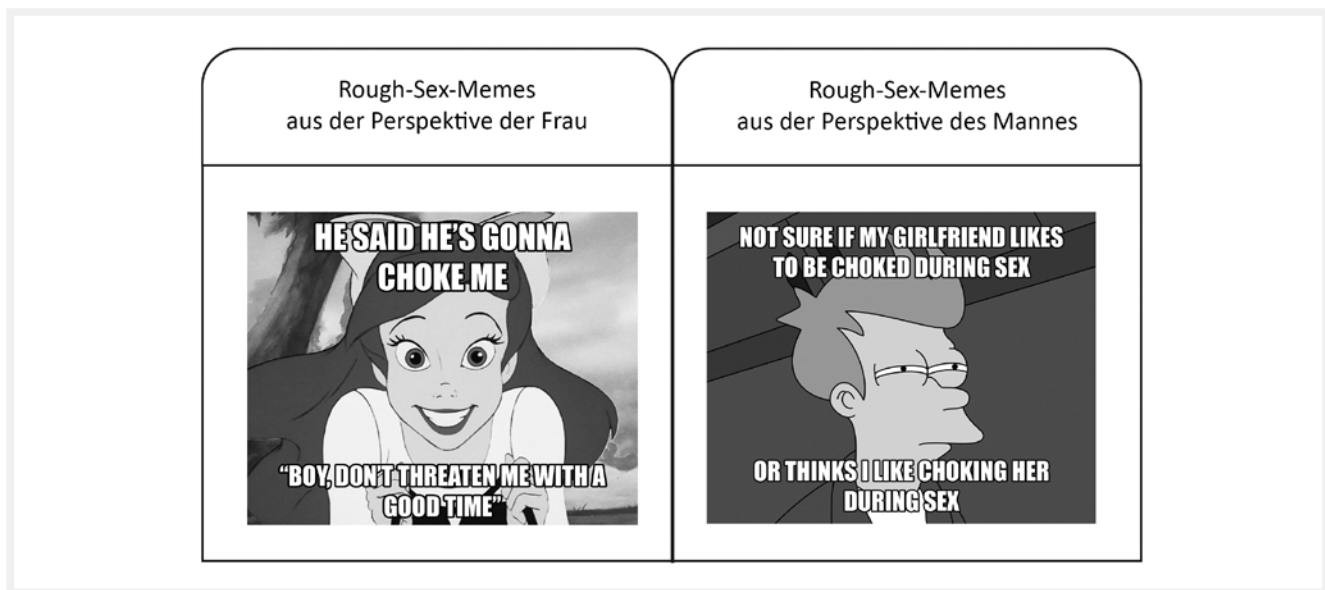 Rough-Sex-Memes
aus der Perspektive der Frau
Rough-Sex-Memes
aus der Perspektive des Mannes
HE SAID HE'S GONNA
CHOKE ME
"BOY, DON'T THREATEN ME WITH A
GOOD TIME"
NOT SURE IF MY GIRLFRIEND LIKES
TO BE CHOKED DURING SEX
OR THINKS I LIKE CHOKING HER
DURING SEX